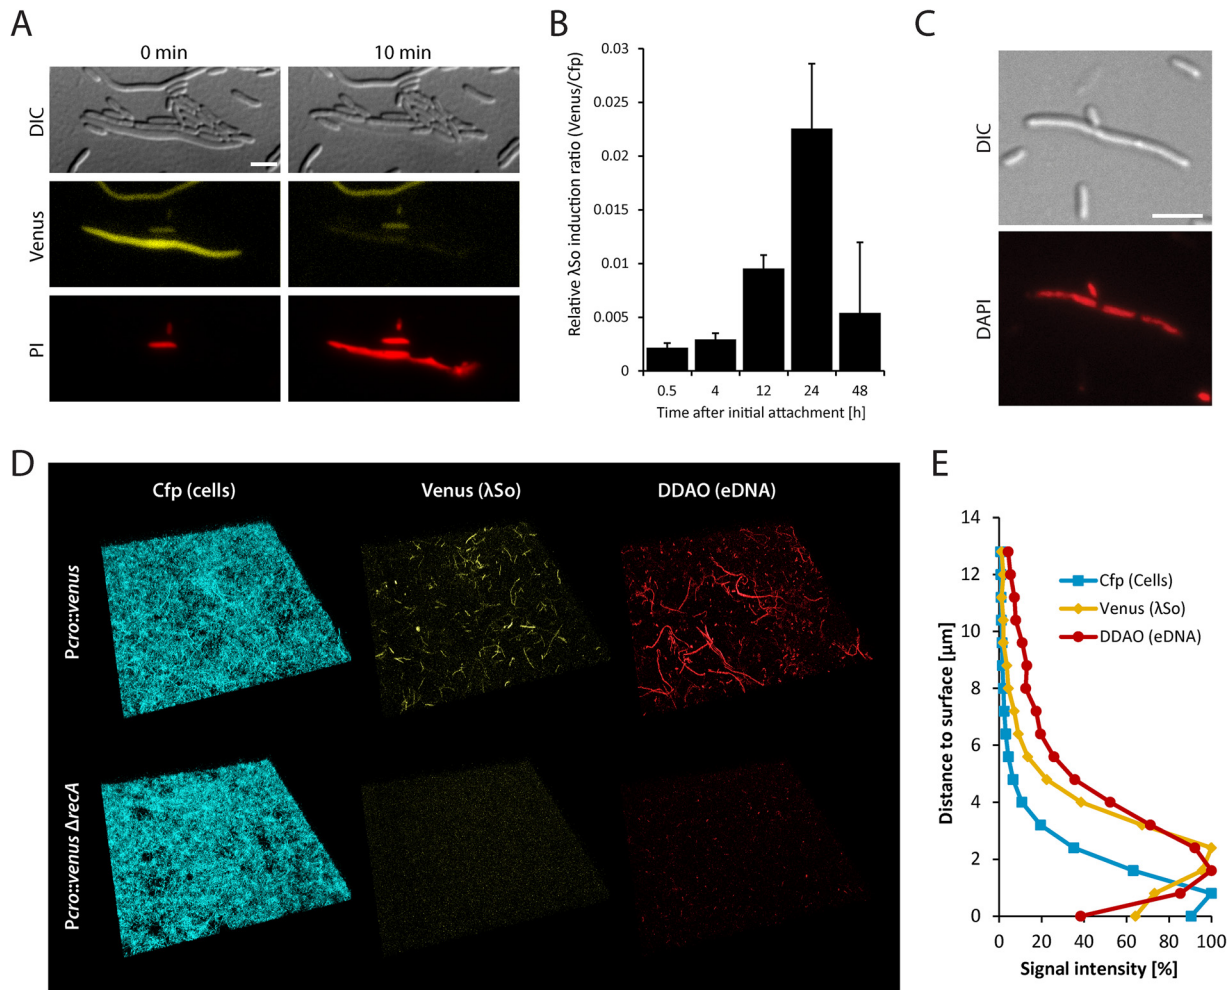 A
0 min
10 min
DIC
Venus
PI
B
Relative λSo induction ratio (Venus/Cfp)
0.03
0.025
0.02
0.015
0.01
0.005
0
0.5
4
12
24
48
Time after initial attachment [h]
C
DIC
DAPI
D
Cfp (cells)
Venus (λSo)
DDAO (eDNA)
Pcro::venus
Pcro::venus ΔrecA
E
Distance to surface [µm]
14
12
10
8
6
4
2
0
Cfp (Cells)
Venus (λSo)
DDAO (eDNA)
0
20
40
60
80
100
Signal intensity [%]